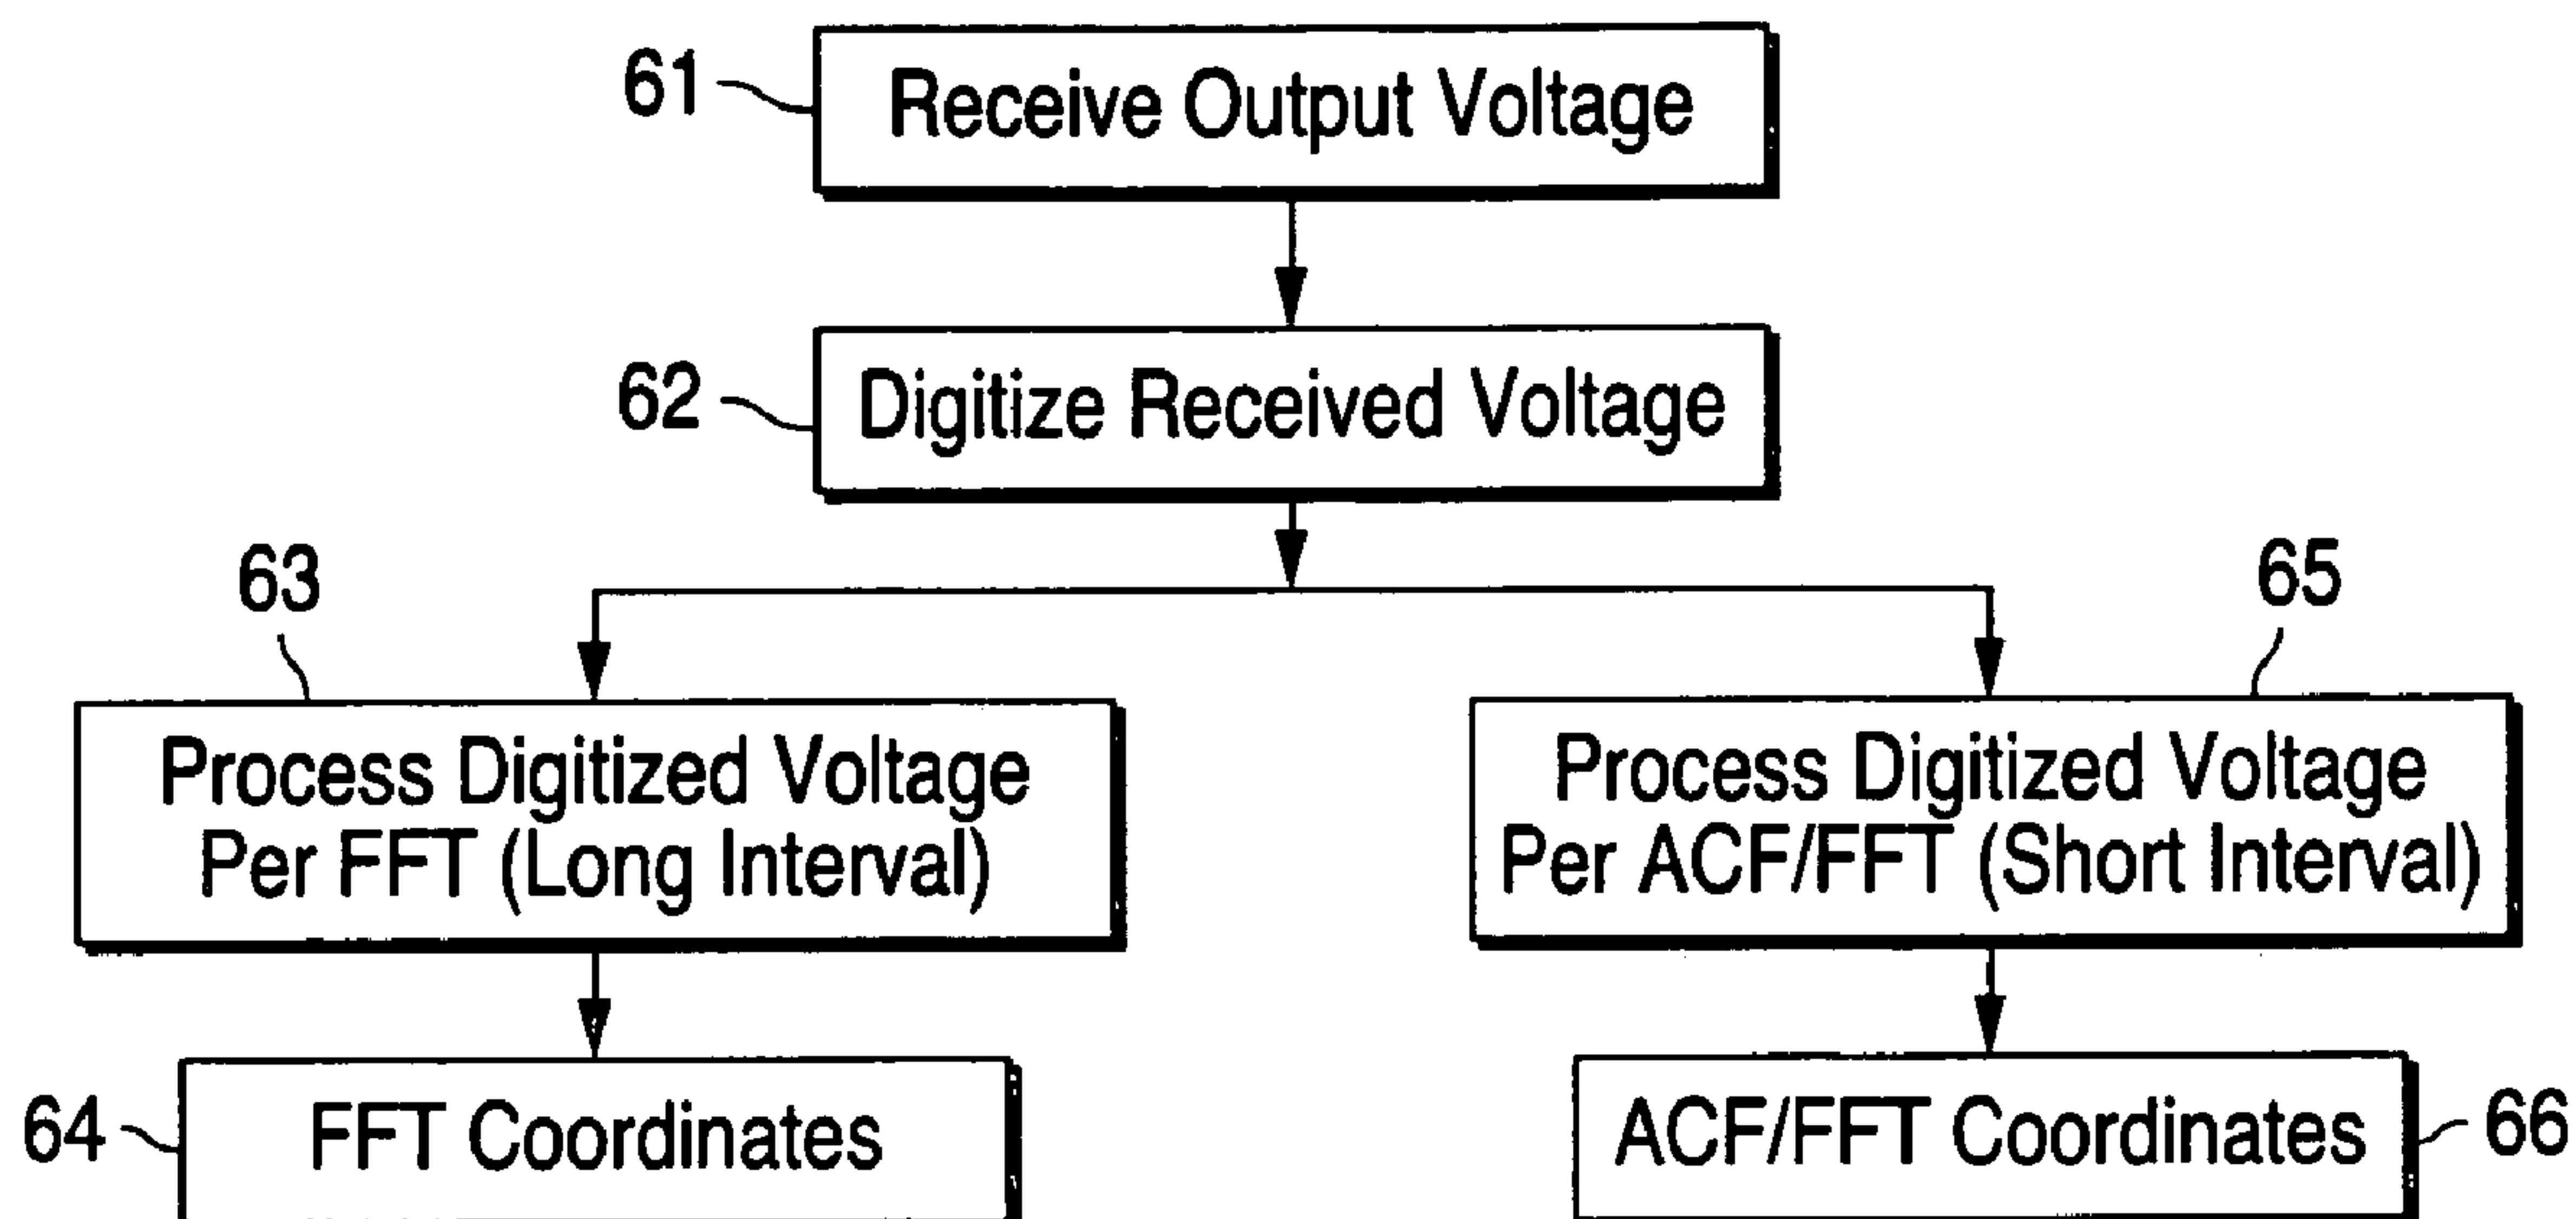 61
Receive Output Voltage
62
Digitize Received Voltage
63
65
Process Digitized Voltage
Per FFT (Long Interval)
Process Digitized Voltage
Per ACF/FFT (Short Interval)
64
FFT Coordinates
ACF/FFT Coordinates
66